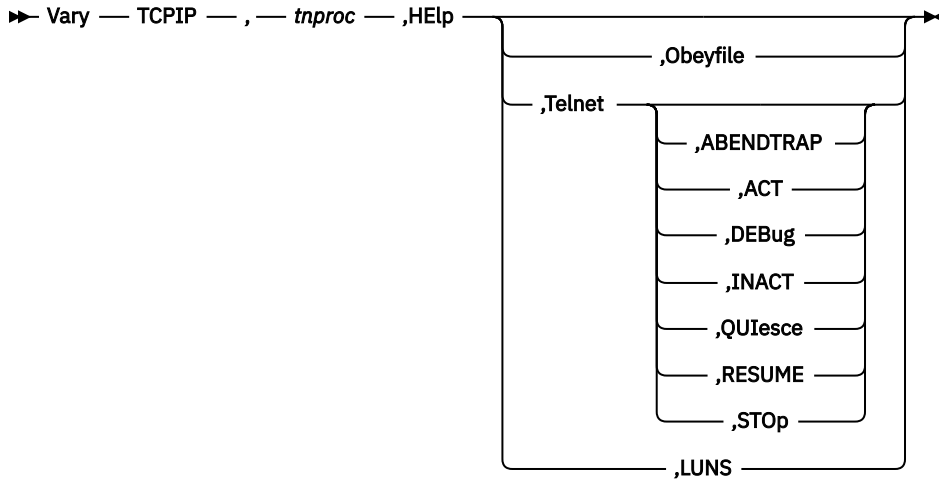 Vary TCPIP , tnproc ,HElp
,Obeyfile
,Telnet
,ABENDTRAP
,ACT
,DEBug
,INACT
,QUIesce
,RESUME
,STOp
,LUNS